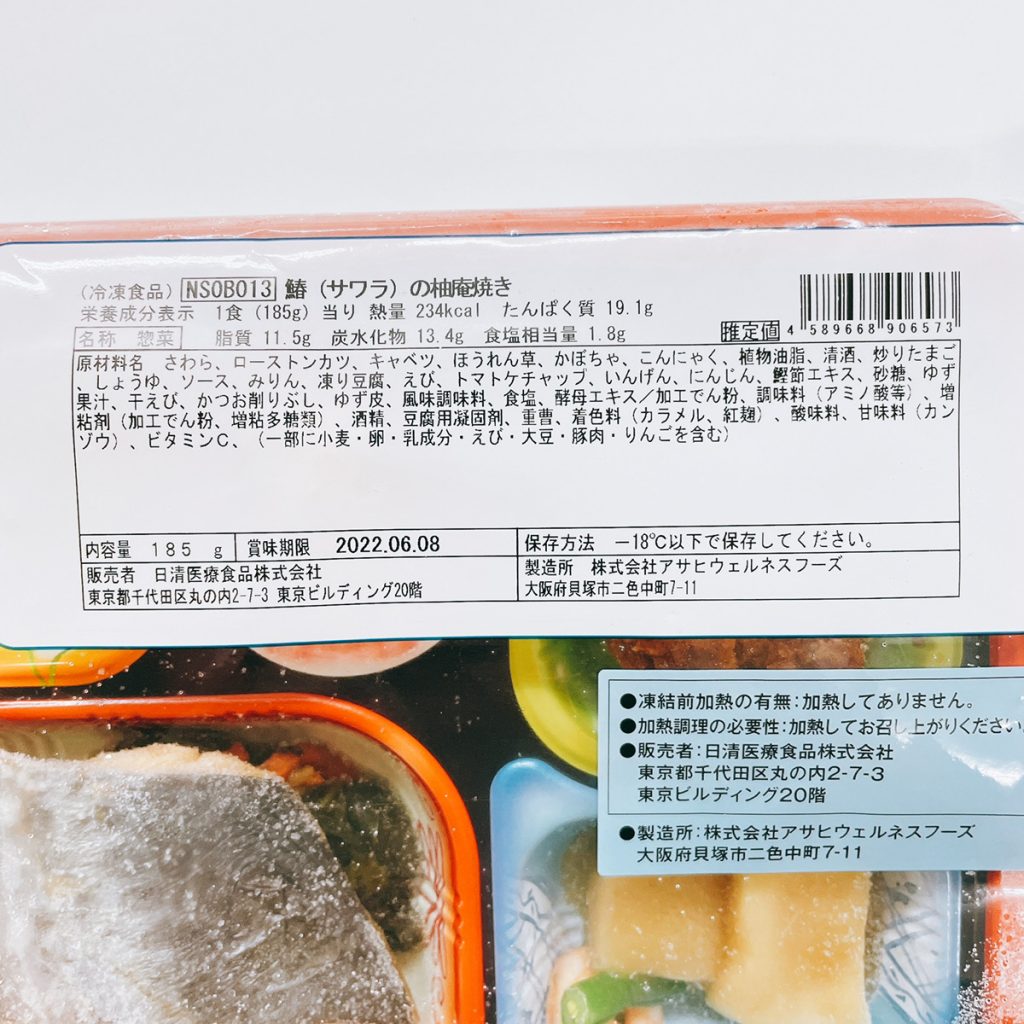 (冷凍食品) NSOB013 鰆（サワラ）の柚庵焼き
栄養成分表示 1食（185g）当り 熱量 234kcal たんぱく質 19.1g
名称 惣菜 脂質 11.5g 炭水化物 13.4g 食塩相当量 1.8g 推定値
4 589668 906573
原材料名 さわら、ローストンカツ、キャベツ、ほうれん草、かぼちゃ、こんにゃく、植物油脂、清酒、炒りたまご
、しょうゆ、ソース、みりん、凍り豆腐、えび、トマトケチャップ、いんげん、にんじん、鰹節エキス、砂糖、ゆず
果汁、干えび、かつお削りぶし、ゆず皮、風味調味料、食塩、酵母エキス／加工でん粉、調味料（アミノ酸等）、増
粘剤（加工でん粉、増粘多糖類）、酒精、豆腐用凝固剤、重曹、着色料（カラメル、紅麹）、酸味料、甘味料（カン
ゾウ）、ビタミンC、（一部に小麦・卵・乳成分・えび・大豆・豚肉・りんごを含む）
内容量 185 g 賞味期限 2022.06.08
保存方法 －18℃以下で保存してください。
販売者 日清医療食品株式会社
東京都千代田区丸の内2-7-3 東京ビルディング20階
製造所 株式会社アサヒウェルネスフーズ
大阪府貝塚市二色中町7-11
●凍結前加熱の有無：加熱してありません。
●加熱調理の必要性：加熱してお召し上がりください
●販売者：日清医療食品株式会社
東京都千代田区丸の内2-7-3
東京ビルディング20階
●製造所：株式会社アサヒウェルネスフーズ
大阪府貝塚市二色中町7-11